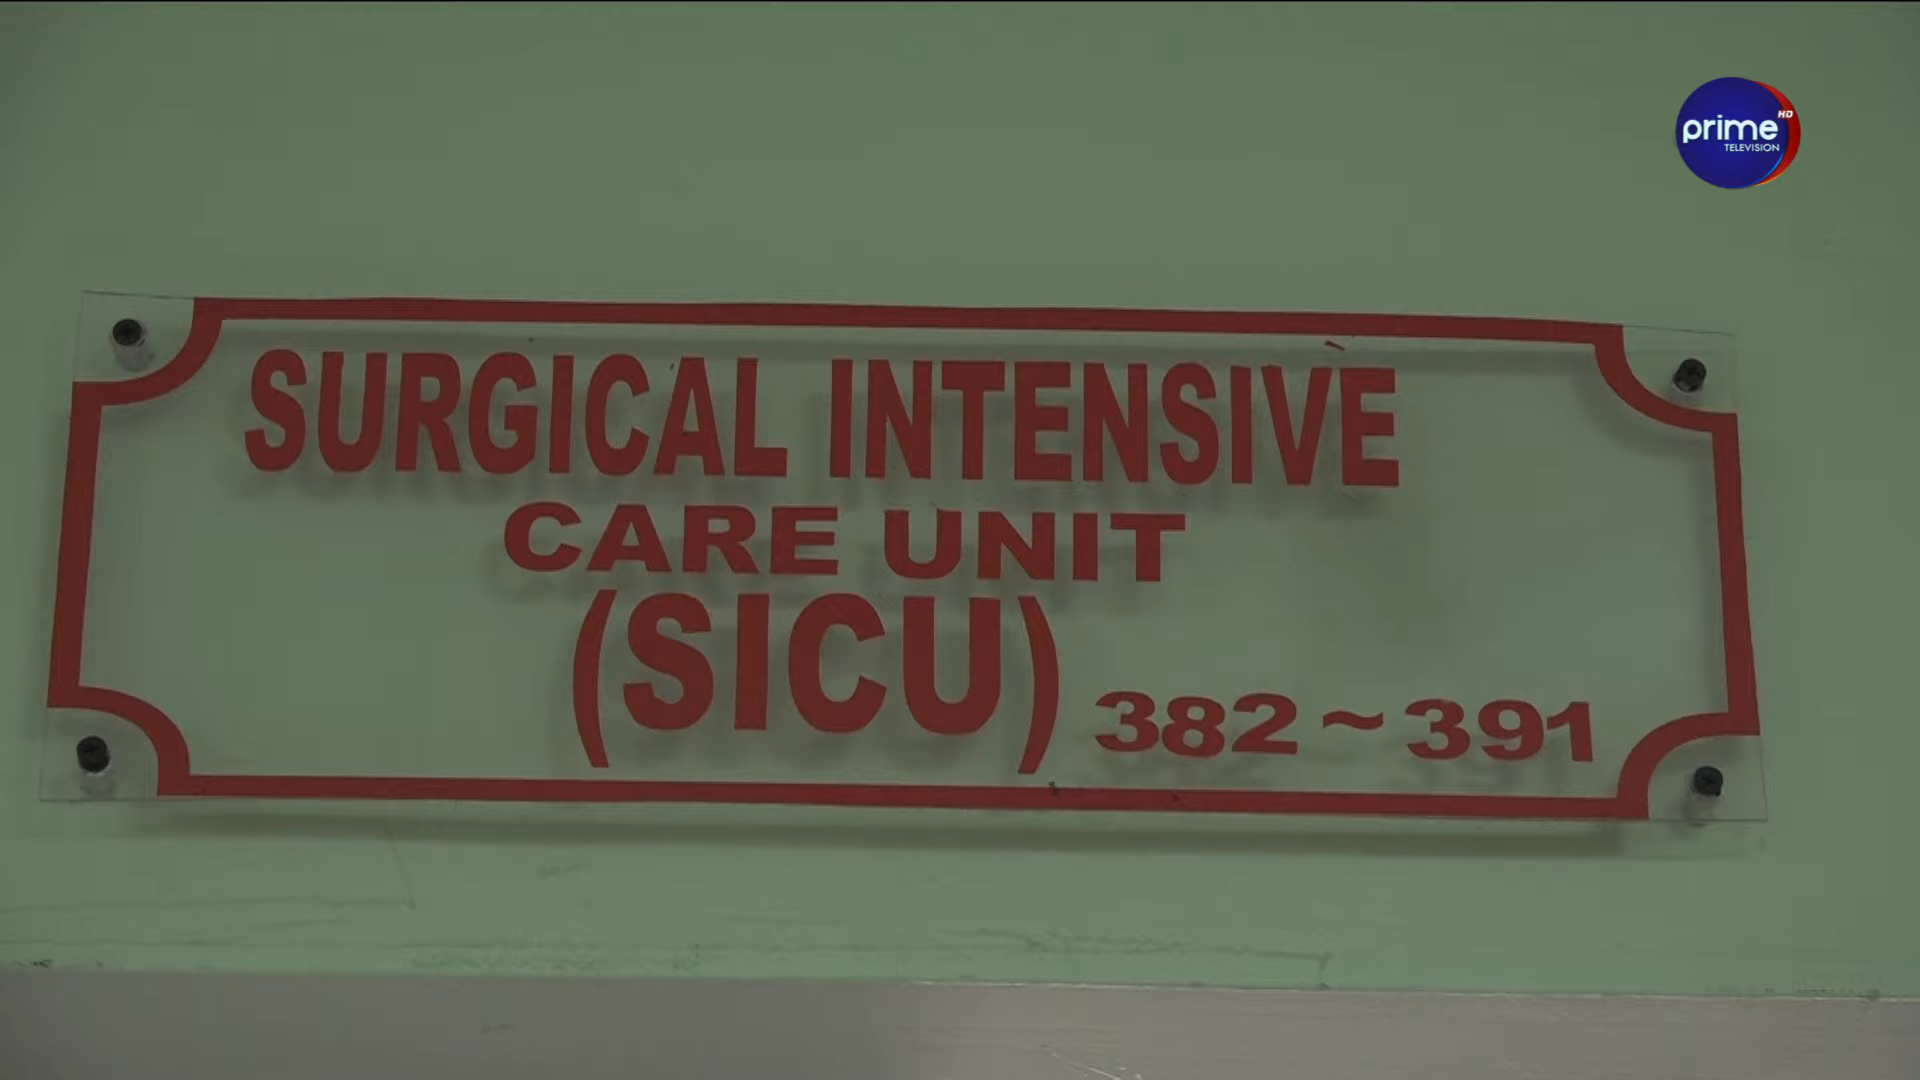 prime HD
TELEVISION
SURGICAL INTENSIVE
CARE UNIT
(SICU) 382~391